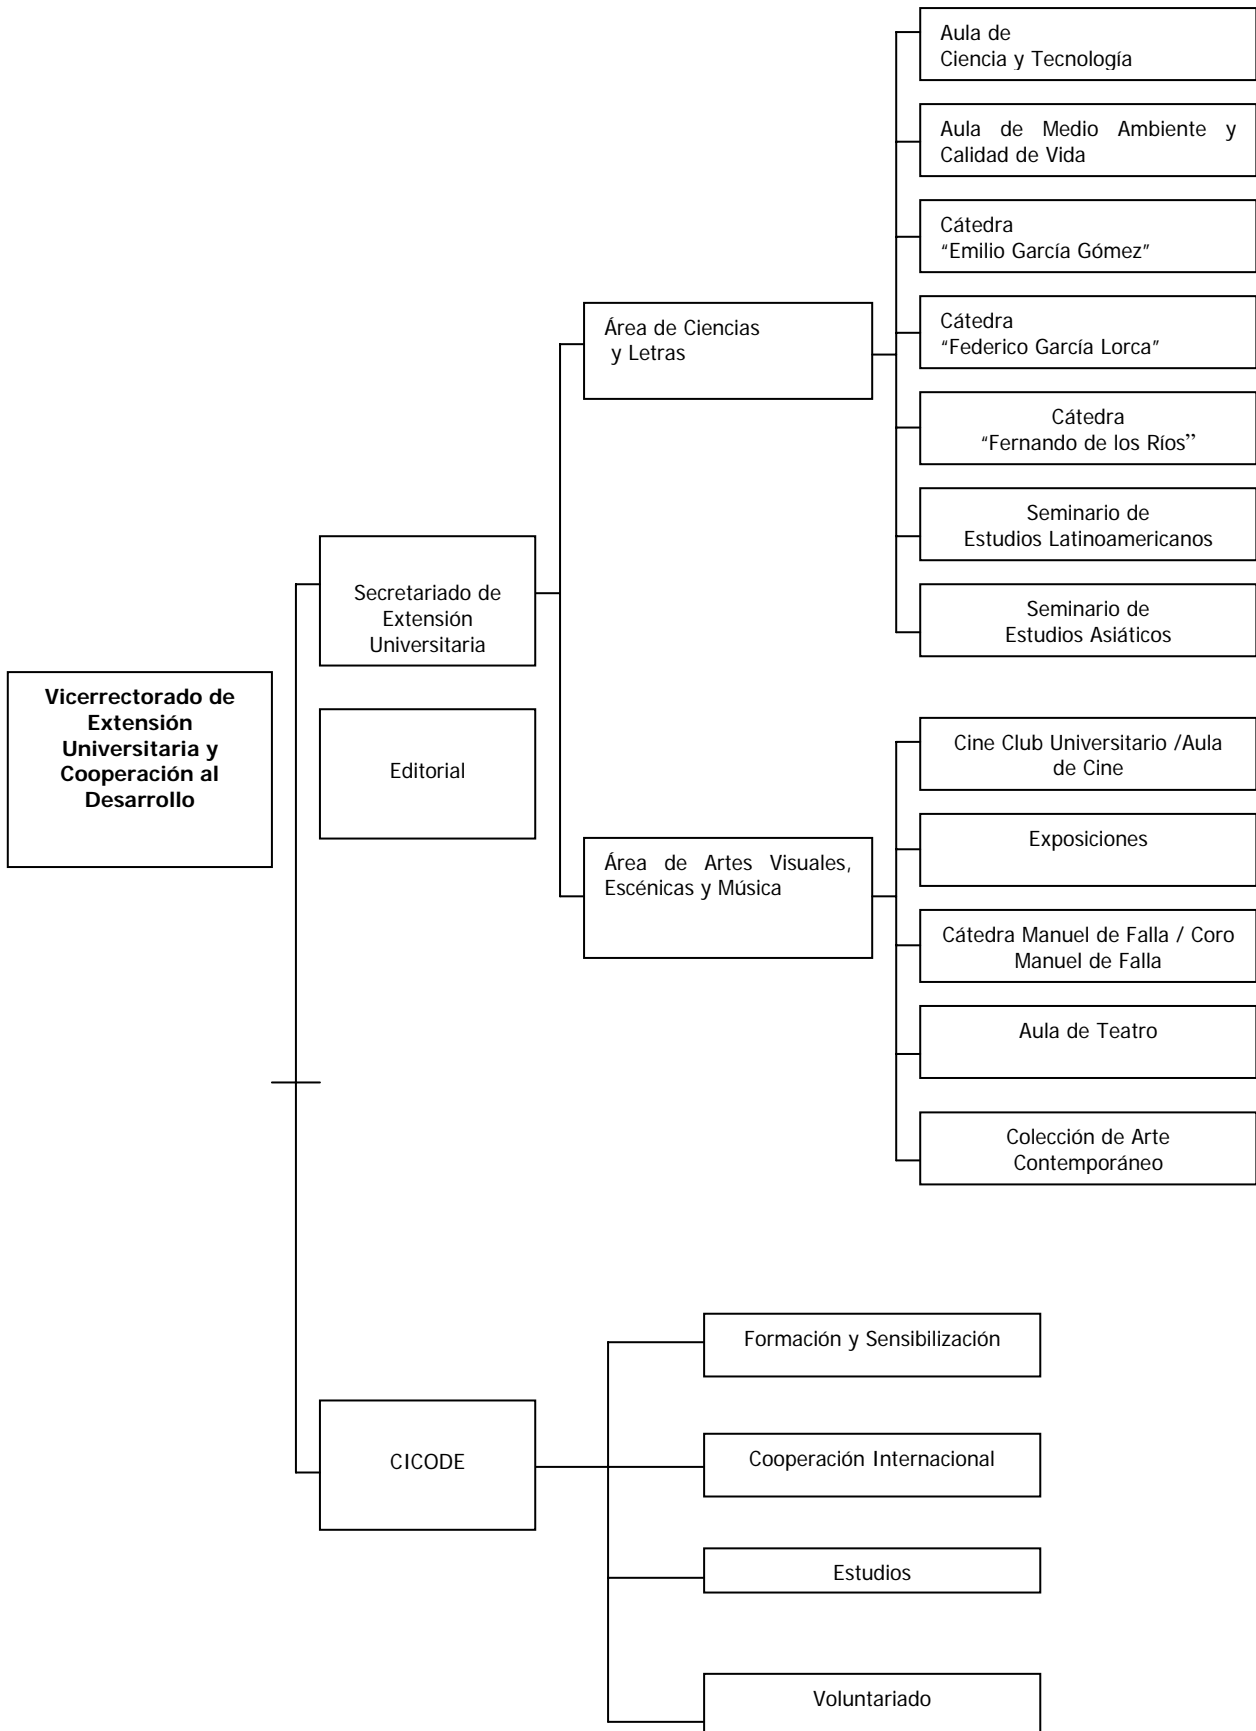 Aula de
Ciencia y Tecnología
Aula de Medio Ambiente y
Calidad de Vida
Cátedra
“Emilio García Gómez”
Área de Ciencias
y Letras
Cátedra
“Federico García Lorca”
Cátedra
“Fernando de los Ríos”
Seminario de
Estudios Latinoamericanos
Secretariado de
Extensión
Universitaria
Seminario de
Estudios Asiáticos
Vicerrectorado de
Extensión
Universitaria y
Cooperación al
Desarrollo
Editorial
Cine Club Universitario /Aula
de Cine
Exposiciones
Área de Artes Visuales,
Escénicas y Música
Cátedra Manuel de Falla / Coro
Manuel de Falla
Aula de Teatro
Colección de Arte
Contemporáneo
Formación y Sensibilización
CICODE
Cooperación Internacional
Estudios
Voluntariado